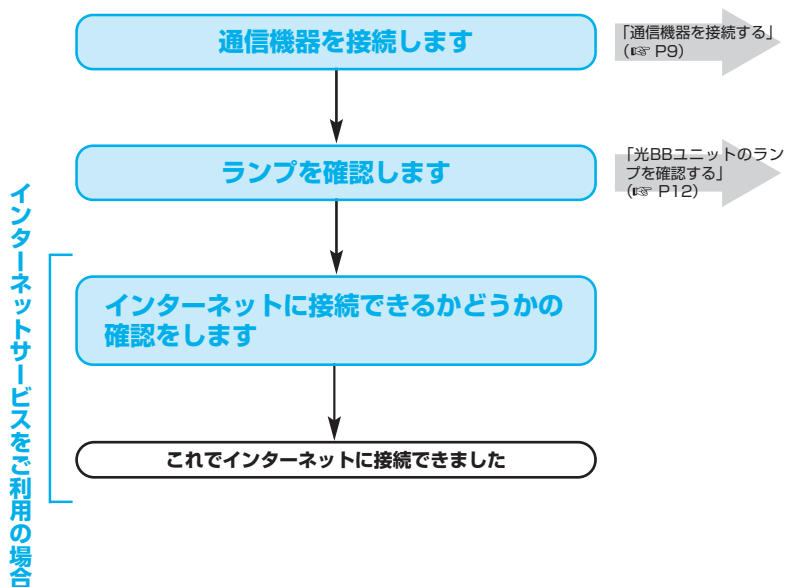 通信機器を接続します
「通信機器を接続する」
(☞ P9)
ランプを確認します
「光BBユニットのラン
プを確認する」
(☞ P12)
インターネットサービスをご利用の場合
インターネットに接続できるかどうかの
確認をします
これでインターネットに接続できました